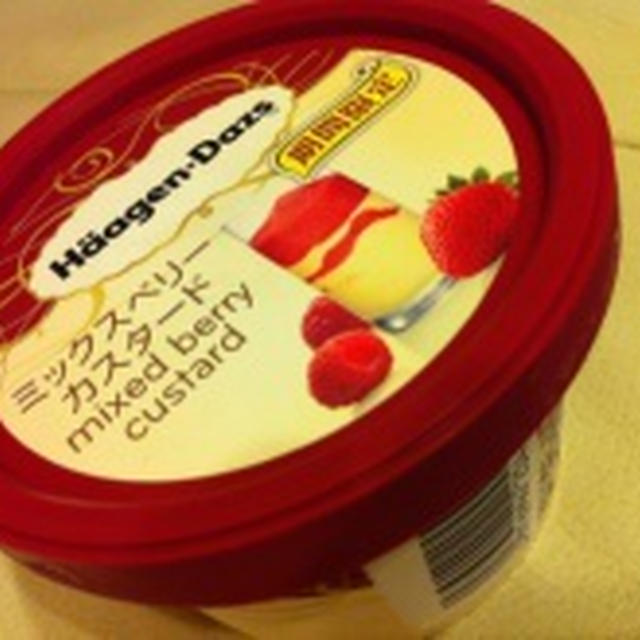 Häagen-Dazs
期間限定
ミックスベリー
カスタード
mixed berry
custard